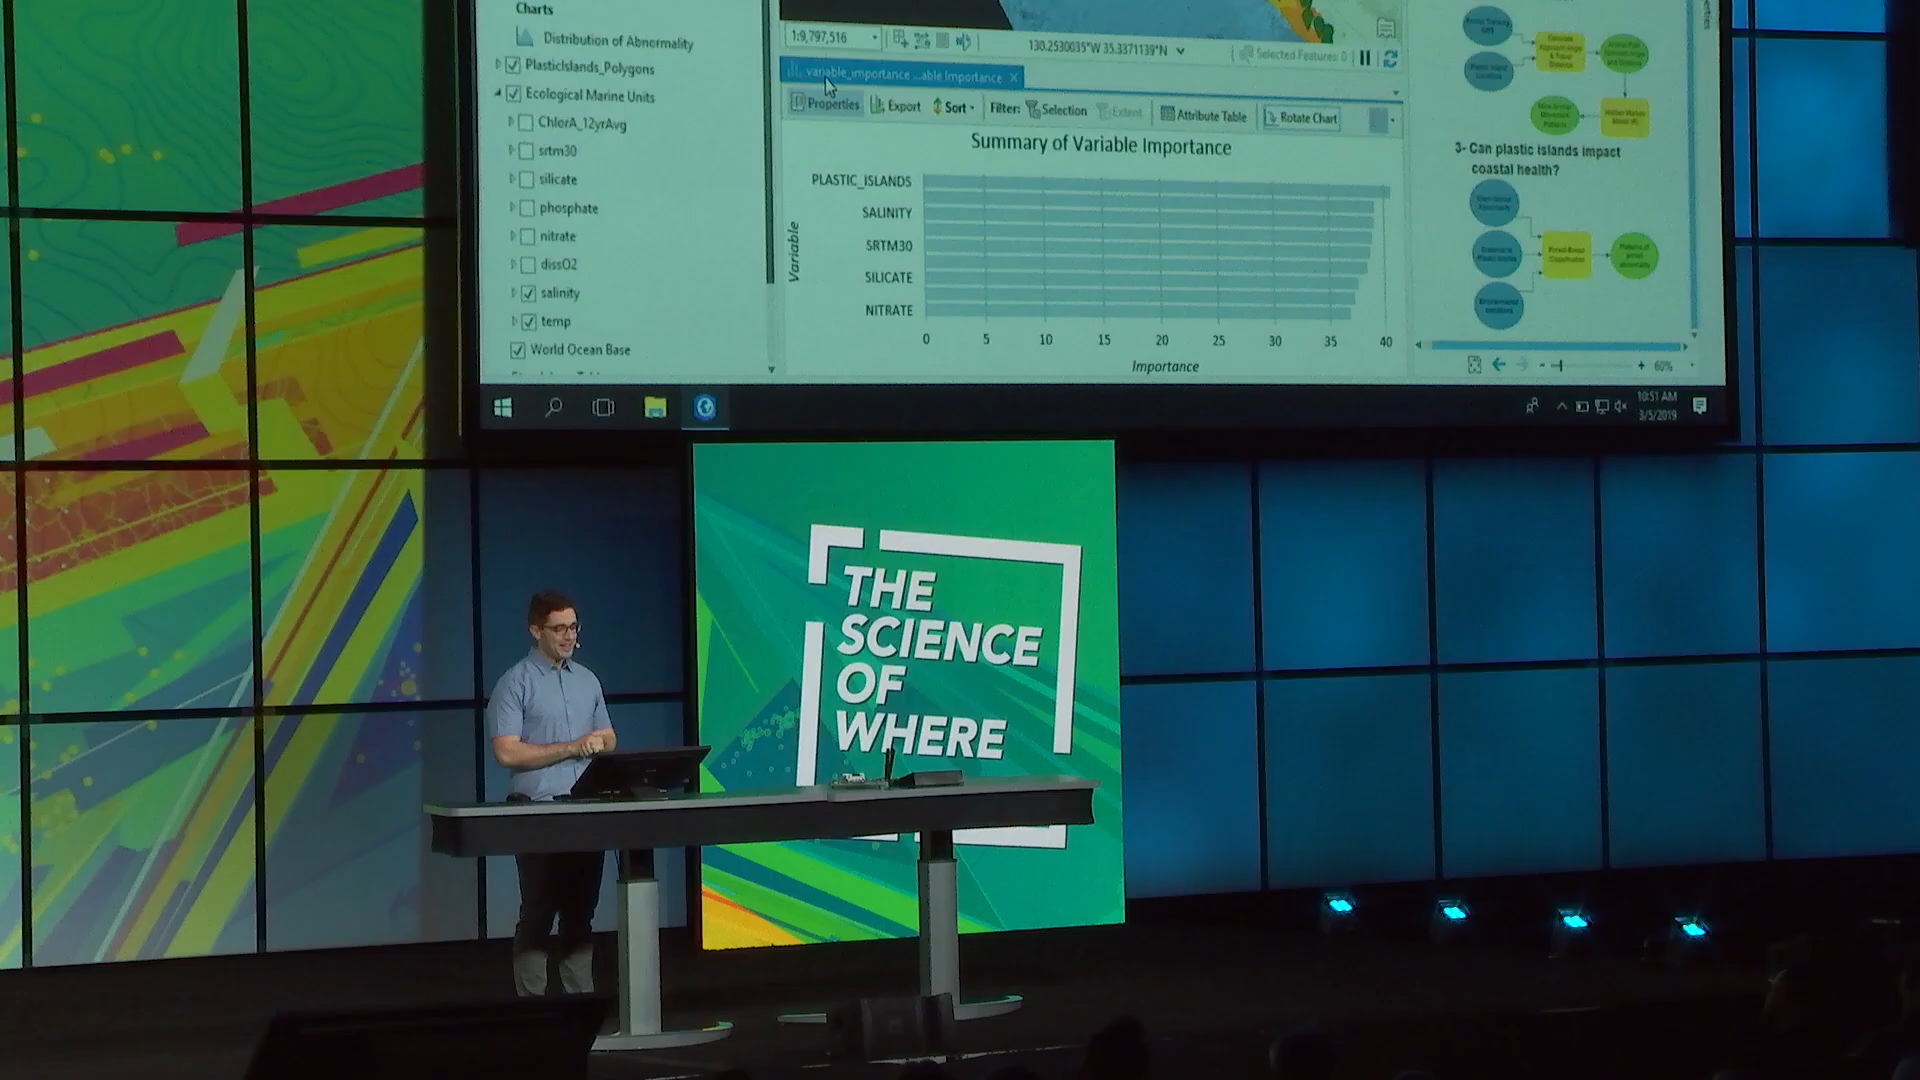 Charts
Distribution of Abnormality
PlasticIslands_Polygons
Ecological Marine Units
ChlorA_12yrAvg
srtm30
silicate
phosphate
nitrate
dissO2
salinity
temp
World Ocean Base
1:9,797,516
130.2530035°W 35.3371139°N
Selected Features: 0
variable_importance ...able Importance
Properties
Export
Sort
Filter:
Selection
Extent
Attribute Table
Rotate Chart
Summary of Variable Importance
Variable
PLASTIC_ISLANDS
SALINITY
SRTM30
SILICATE
NITRATE
0 5 10 15 20 25 30 35 40
Importance
3- Can plastic islands impact
coastal health?
60%
10:51 AM
3/5/2019
THE
SCIENCE
OF
WHERE